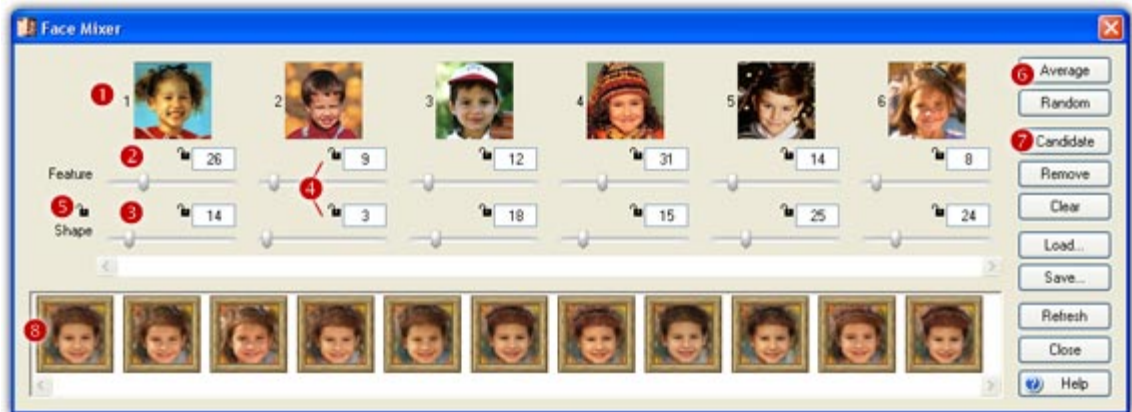 Face Mixer
1 1 2 3 4 5 6 6 Average
Random
2 26 9 12 31 14 8 7 Candidate
Feature 4 Remove
5 3 14 3 18 15 25 24 Clear
Shape
Load...
Save...
8 Refresh
Close
? Help